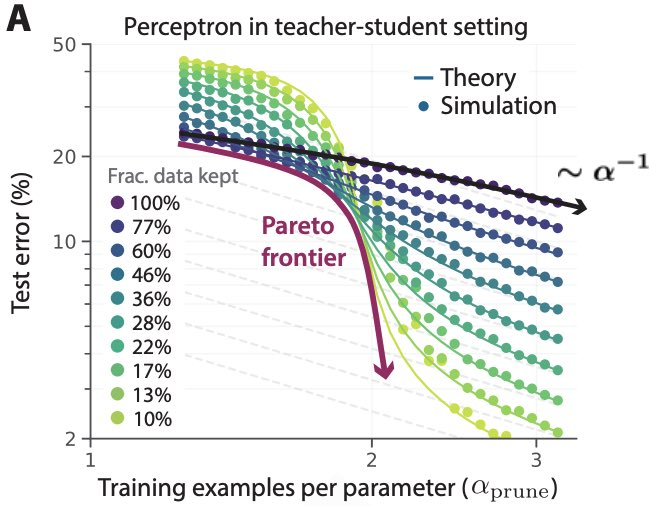 A
Perceptron in teacher-student setting
Test error (%)
50
20
10
2
Theory
Simulation
~ α⁻¹
Frac. data kept
100%
77%
60%
46%
36%
28%
22%
17%
13%
10%
Pareto
frontier
1
2
3
Training examples per parameter (α_prune)